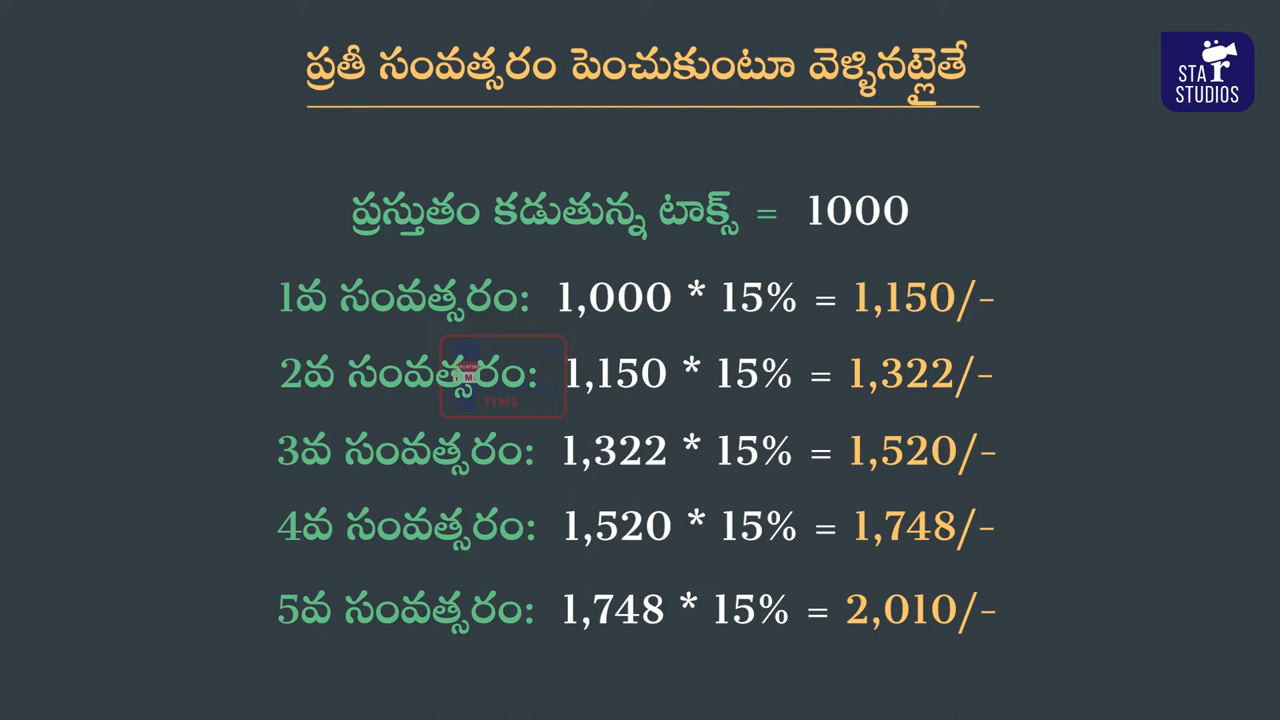 ప్రతీ సంవత్సరం పెంచుకుంటూ వెళ్ళినట్లైతే
STAr
STUDIOS
ప్రస్తుతం కడుతున్న టాక్స్ = 1000
1వ సంవత్సరం: 1,000 * 15% = 1,150/-
2వ సంవత్సరం: 1,150 * 15% = 1,322/-
3వ సంవత్సరం: 1,322 * 15% = 1,520/-
4వ సంవత్సరం: 1,520 * 15% = 1,748/-
5వ సంవత్సరం: 1,748 * 15% = 2,010/-
TIME